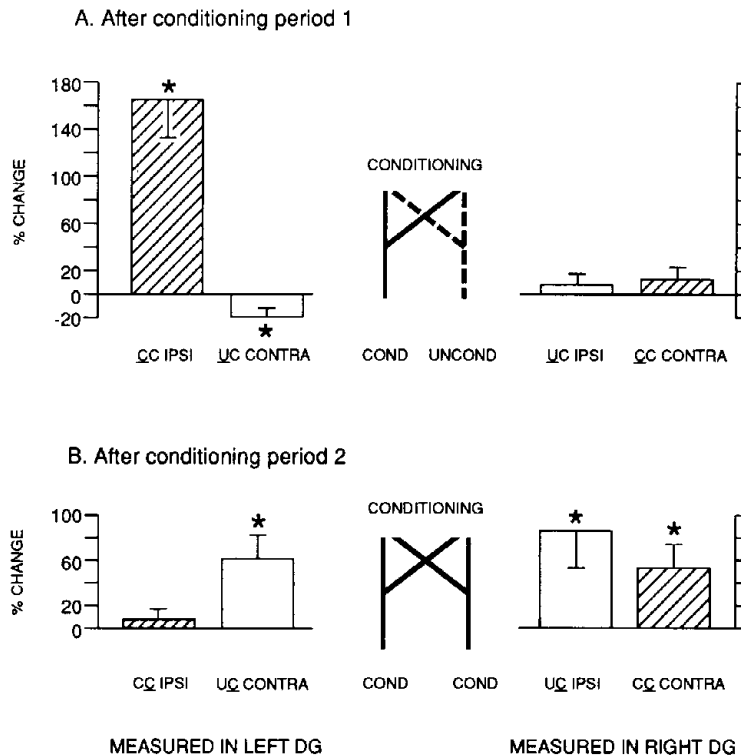 A. After conditioning period 1
180
140
100
60
20
0
-20
% CHANGE
*
*
CC IPSI UC CONTRA
CONDITIONING
COND UNCOND
UC IPSI CC CONTRA
B. After conditioning period 2
100
60
20
0
% CHANGE
*
CC IPSI UC CONTRA
CONDITIONING
COND COND
*
*
UC IPSI CC CONTRA
MEASURED IN LEFT DG MEASURED IN RIGHT DG